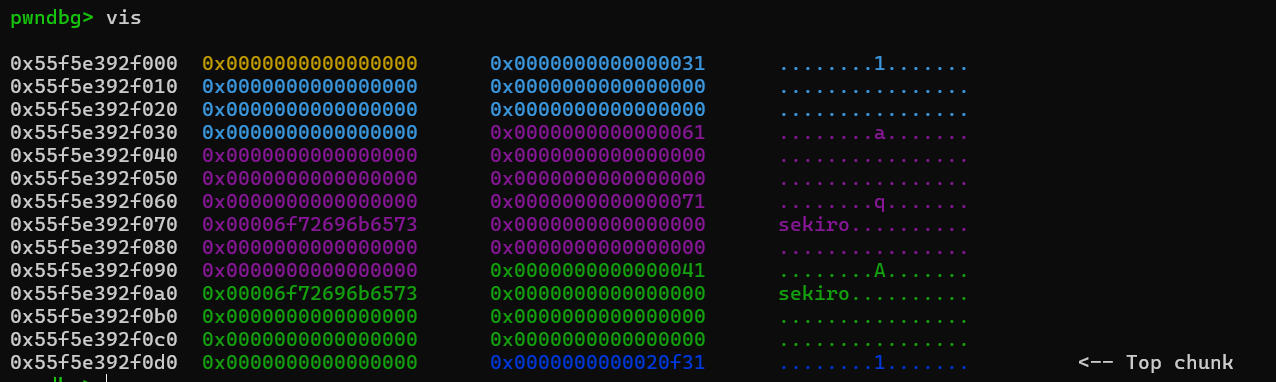 pwndbg> vis
0x55f5e392f000 0x0000000000000000 0x0000000000000031 ........1.......
0x55f5e392f010 0x0000000000000000 0x0000000000000000 ................
0x55f5e392f020 0x0000000000000000 0x0000000000000000 ................
0x55f5e392f030 0x0000000000000000 0x0000000000000061 ........a.......
0x55f5e392f040 0x0000000000000000 0x0000000000000000 ................
0x55f5e392f050 0x0000000000000000 0x0000000000000000 ................
0x55f5e392f060 0x0000000000000000 0x0000000000000071 ........q.......
0x55f5e392f070 0x00006f72696b6573 0x0000000000000000 sekiro..........
0x55f5e392f080 0x0000000000000000 0x0000000000000000 ................
0x55f5e392f090 0x0000000000000000 0x0000000000000041 ........A.......
0x55f5e392f0a0 0x00006f72696b6573 0x0000000000000000 sekiro..........
0x55f5e392f0b0 0x0000000000000000 0x0000000000000000 ................
0x55f5e392f0c0 0x0000000000000000 0x0000000000000000 ................
0x55f5e392f0d0 0x0000000000000000 0x0000000000020f31 ........1....... <-- Top chunk